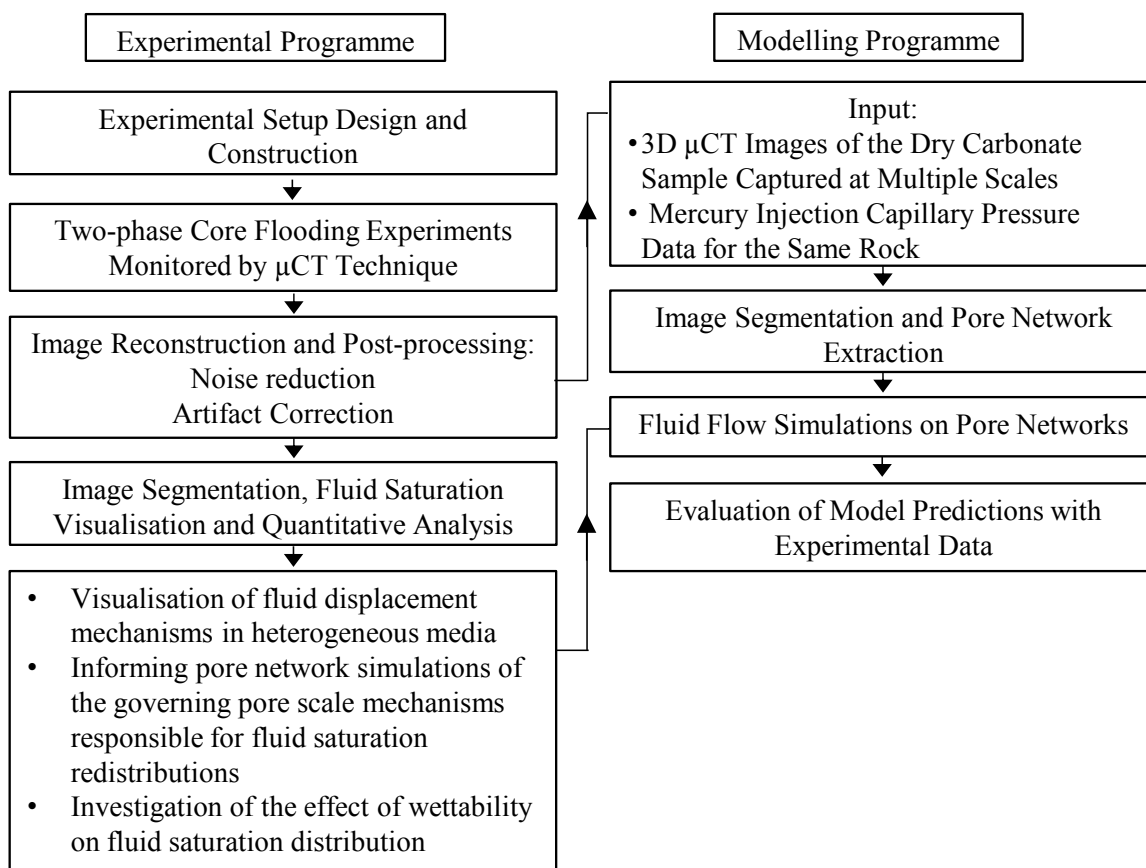 Experimental Programme
Experimental Setup Design and
Construction
Two-phase Core Flooding Experiments
Monitored by µCT Technique
Image Reconstruction and Post-processing:
Noise reduction
Artifact Correction
Image Segmentation, Fluid Saturation
Visualisation and Quantitative Analysis
• Visualisation of fluid displacement
mechanisms in heterogeneous media
• Informing pore network simulations of
the governing pore scale mechanisms
responsible for fluid saturation
redistributions
• Investigation of the effect of wettability
on fluid saturation distribution
Modelling Programme
Input:
•3D µCT Images of the Dry Carbonate
Sample Captured at Multiple Scales
• Mercury Injection Capillary Pressure
Data for the Same Rock
Image Segmentation and Pore Network
Extraction
Fluid Flow Simulations on Pore Networks
Evaluation of Model Predictions with
Experimental Data